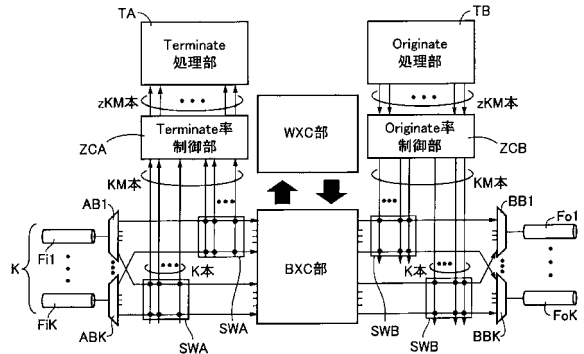 TA
TB
Terminate
処理部
Originate
処理部
zKM本
zKM本
Terminate率
制御部
WXC部
Originate率
制御部
ZCA
ZCB
KM本
KM本
AB1
BB1
Fi1
Fo1
K
BXC部
K本
K本
FiK
FoK
ABK
SWA
SWA
SWB
SWB
BBK